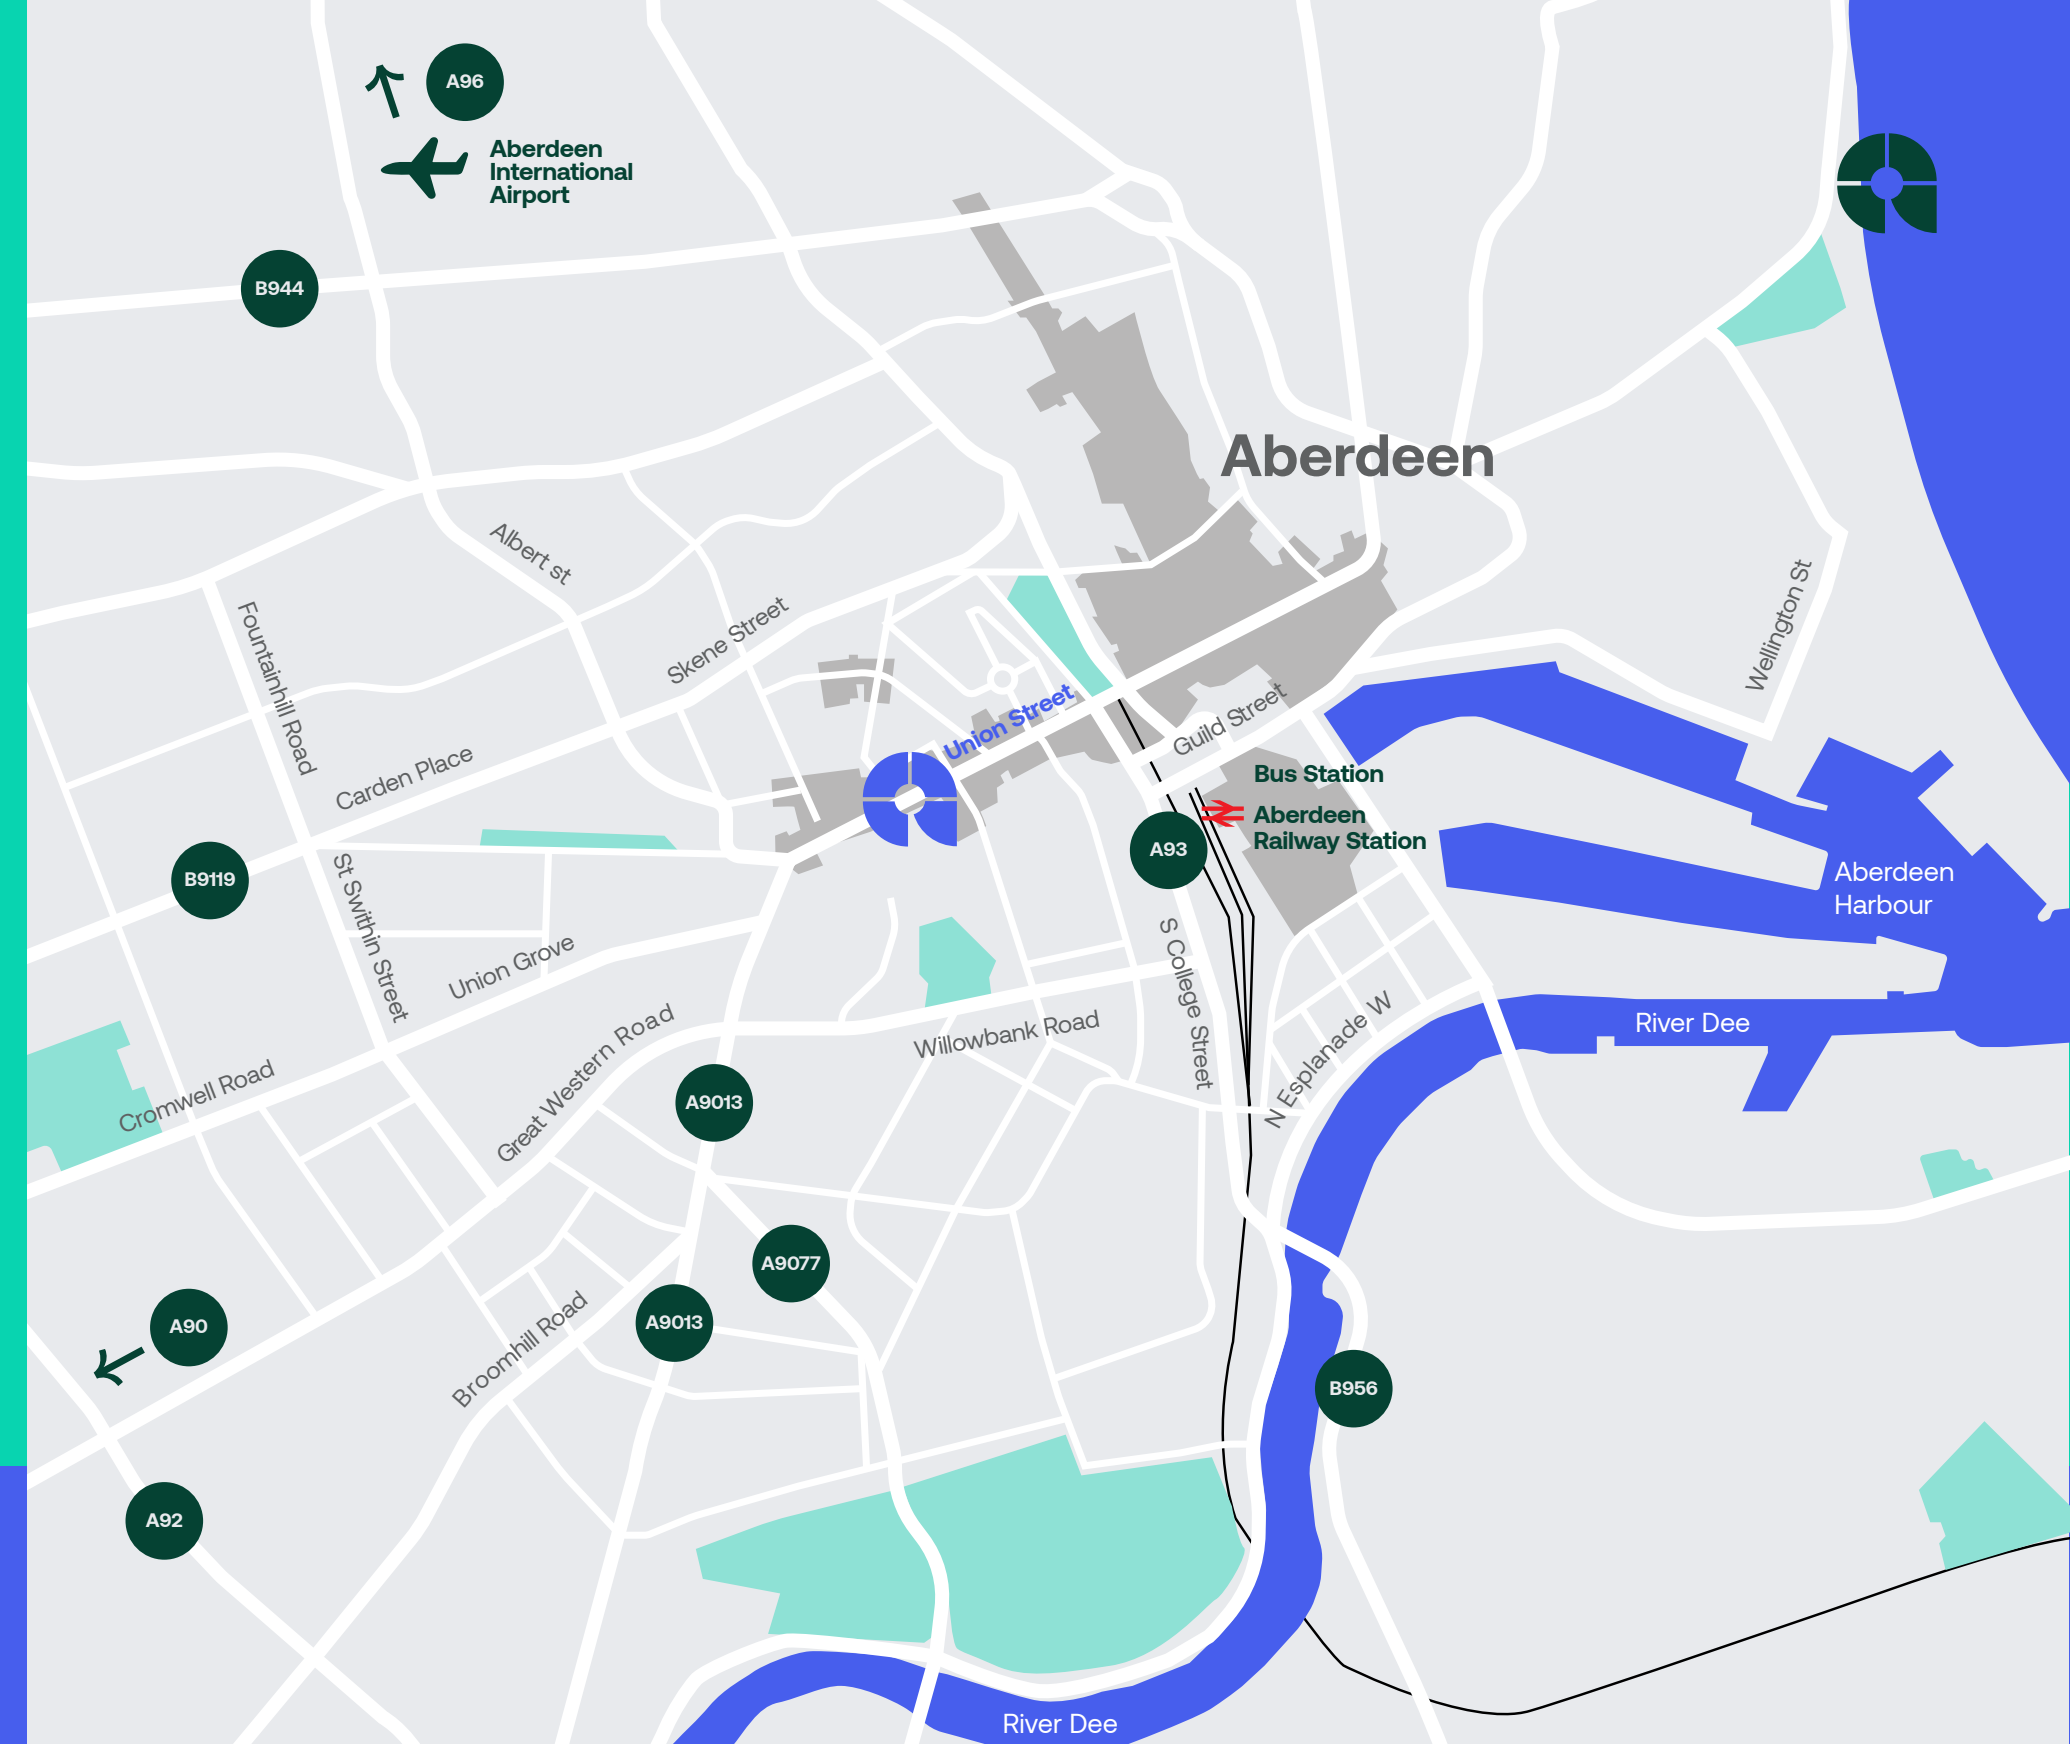 A96
Aberdeen
International
Airport
B944
Aberdeen
Albert st
Wellington St
Fountainhill Road
Skene Street
Union Street
Guild Street
Carden Place
Bus Station
Aberdeen
Railway Station
A93
B9119
Aberdeen
Harbour
St Swithin Street
Union Grove
S College Street
River Dee
Great Western Road
Willowbank Road
N Esplanade W
Cromwell Road
A9013
A9077
A90
A9013
Broomhill Road
B956
A92
River Dee